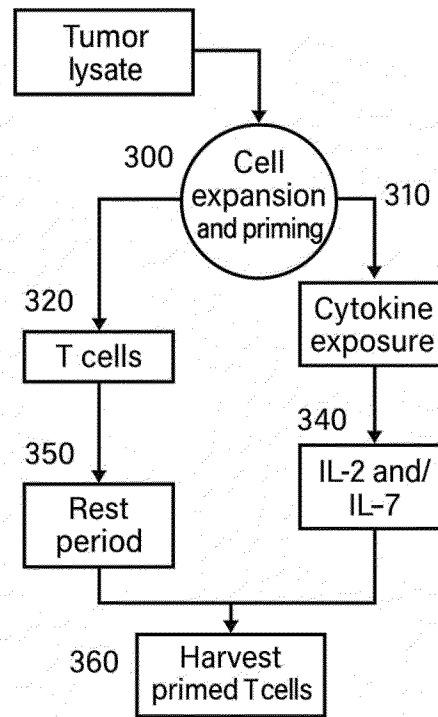 Tumor
lysate
300
Cell
expansion
and priming
310
320
T cells
Cytokine
exposure
340
350
IL-2 and/
IL-7
Rest
period
360
Harvest
primed Tcells